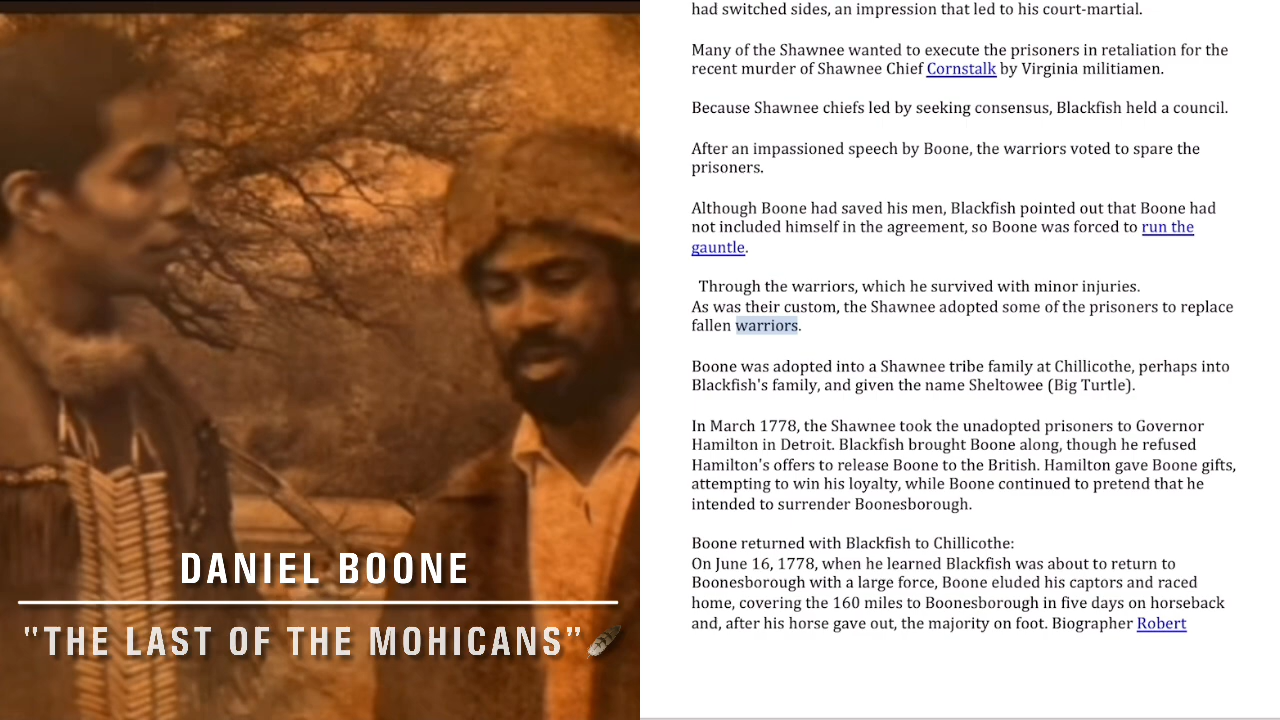 DANIEL BOONE
"THE LAST OF THE MOHICANS”
had switched sides, an impression that led to his court-martial.
Many of the Shawnee wanted to execute the prisoners in retaliation for the
recent murder of Shawnee Chief Cornstalk by Virginia militiamen.
Because Shawnee chiefs led by seeking consensus, Blackfish held a council.
After an impassioned speech by Boone, the warriors voted to spare the
prisoners.
Although Boone had saved his men, Blackfish pointed out that Boone had
not included himself in the agreement, so Boone was forced to run the
gauntle.
Through the warriors, which he survived with minor injuries.
As was their custom, the Shawnee adopted some of the prisoners to replace
fallen warriors.
Boone was adopted into a Shawnee tribe family at Chillicothe, perhaps into
Blackfish's family, and given the name Sheltowee (Big Turtle).
In March 1778, the Shawnee took the unadopted prisoners to Governor
Hamilton in Detroit. Blackfish brought Boone along, though he refused
Hamilton's offers to release Boone to the British. Hamilton gave Boone gifts,
attempting to win his loyalty, while Boone continued to pretend that he
intended to surrender Boonesborough.
Boone returned with Blackfish to Chillicothe:
On June 16, 1778, when he learned Blackfish was about to return to
Boonesborough with a large force, Boone eluded his captors and raced
home, covering the 160 miles to Boonesborough in five days on horseback
and, after his horse gave out, the majority on foot. Biographer Robert